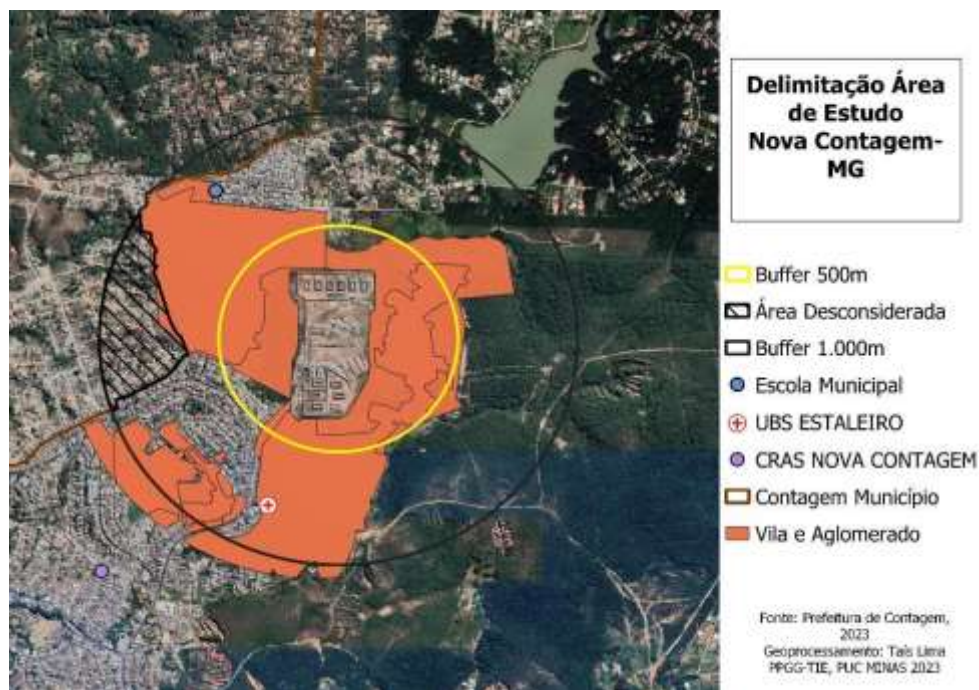 Delimitação Área
de Estudo
Nova Contagem-
MG
Buffer 500m
Área Desconsiderada
Buffer 1.000m
Escola Municipal
UBS ESTALEIRO
CRAS NOVA CONTAGEM
Contagem Município
Vila e Aglomerado
Fonte: Prefeitura de Contagem,
2023
Geoprocessamento: Taís Lima
PPGG-TIE, PUC MINAS 2023